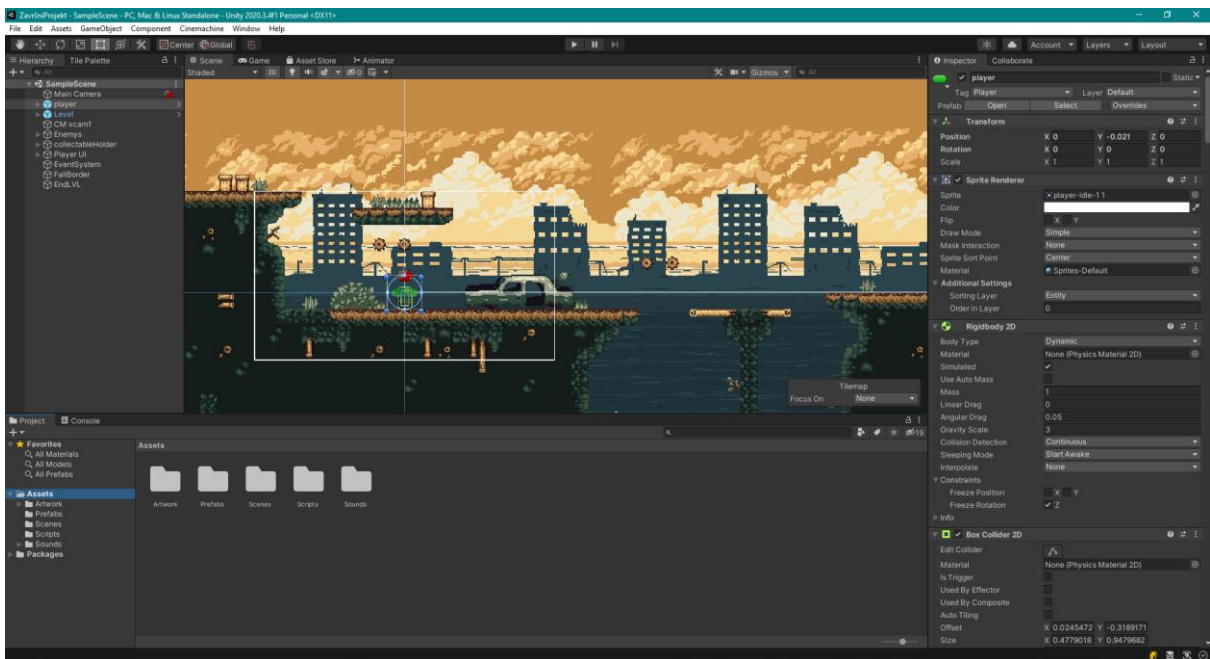 ZavršniProjekt - SampleScene - PC, Mac & Linux Standalone - Unity 2020.3.4f1 Personal <DX11>
File Edit Assets GameObject Component Cinemachine Window Help
Center Global
Account Layers Layout
Hierarchy Tile Palette
All
SampleScene
Main Camera
player
Level
CM vcam1
Enemys
collectableHolder
Player UI
EventSystem
FallBorder
EndLVL
Scene Game Asset Store Animator
Shaded 2D 0 Gizmos All
Tilemap
Focus On None
Inspector Collaborate
player Static
Tag Player Layer Default
Prefab Open Select Overrides
Transform
Position X 0 Y -0.021 Z 0
Rotation X 0 Y 0 Z 0
Scale X 1 Y 1 Z 1
Sprite Renderer
Sprite player-idle-1 1
Color
Flip X Y
Draw Mode Simple
Mask Interaction None
Sprite Sort Point Center
Material Sprites-Default
Additional Settings
Sorting Layer Entity
Order in Layer 0
Rigidbody 2D
Body Type Dynamic
Material None (Physics Material 2D)
Simulated
Use Auto Mass
Mass 1
Linear Drag 0
Angular Drag 0.05
Gravity Scale 3
Collision Detection Continuous
Sleeping Mode Start Awake
Interpolate None
Constraints
Freeze Position X Y
Freeze Rotation Z
Info
Box Collider 2D
Edit Collider
Material None (Physics Material 2D)
Is Trigger
Used By Effector
Used By Composite
Auto Tiling
Offset X 0.0245472 Y -0.3189171
Size X 0.4779018 Y 0.9479682
Project Console
19
Favorites
All Materials
All Models
All Prefabs
Assets
Artwork
Prefabs
Scenes
Scripts
Sounds
Packages
Assets
Artwork Prefabs Scenes Scripts Sounds